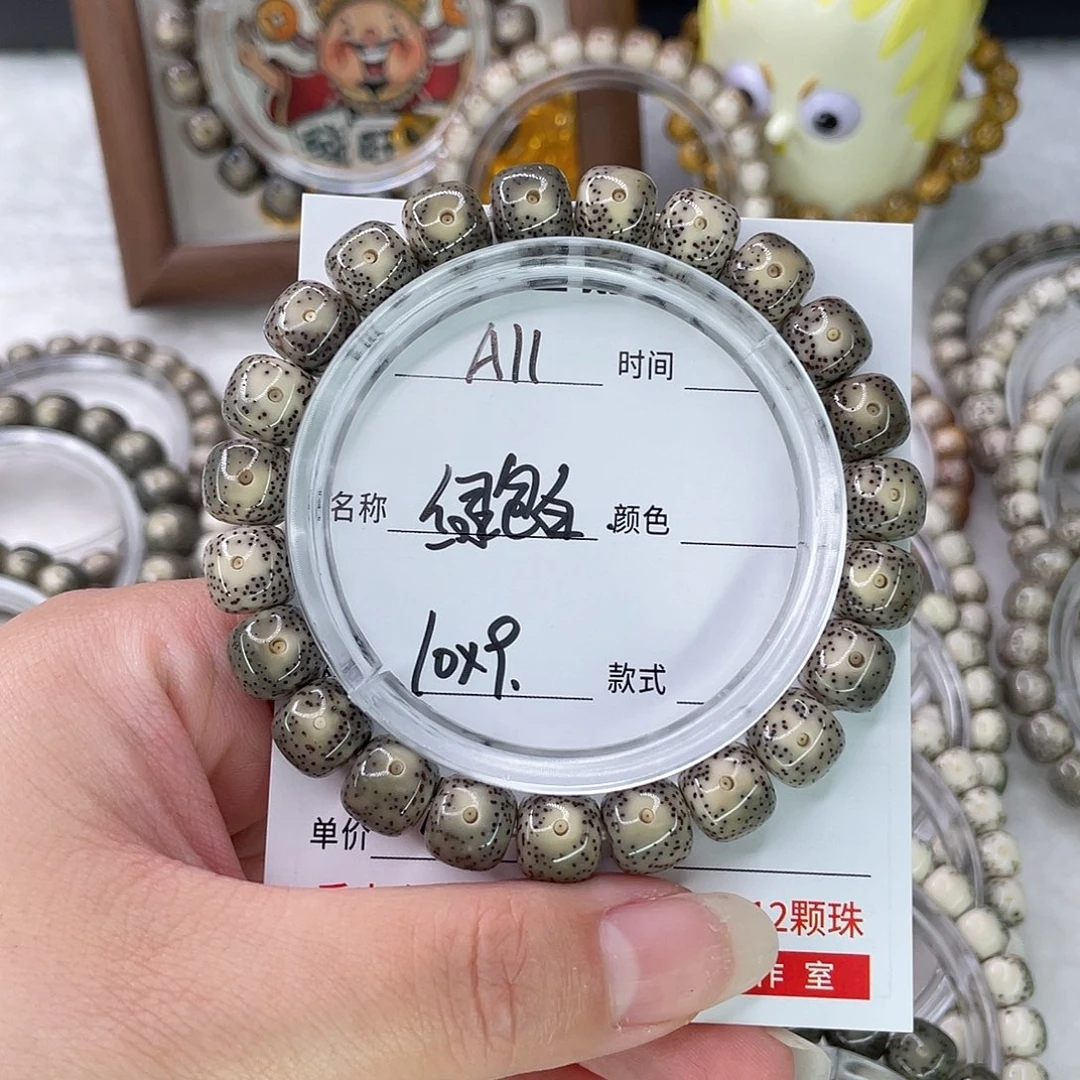 A11 时间
名称 绿包白 颜色
10x9. 款式
单价
12颗珠
作 室